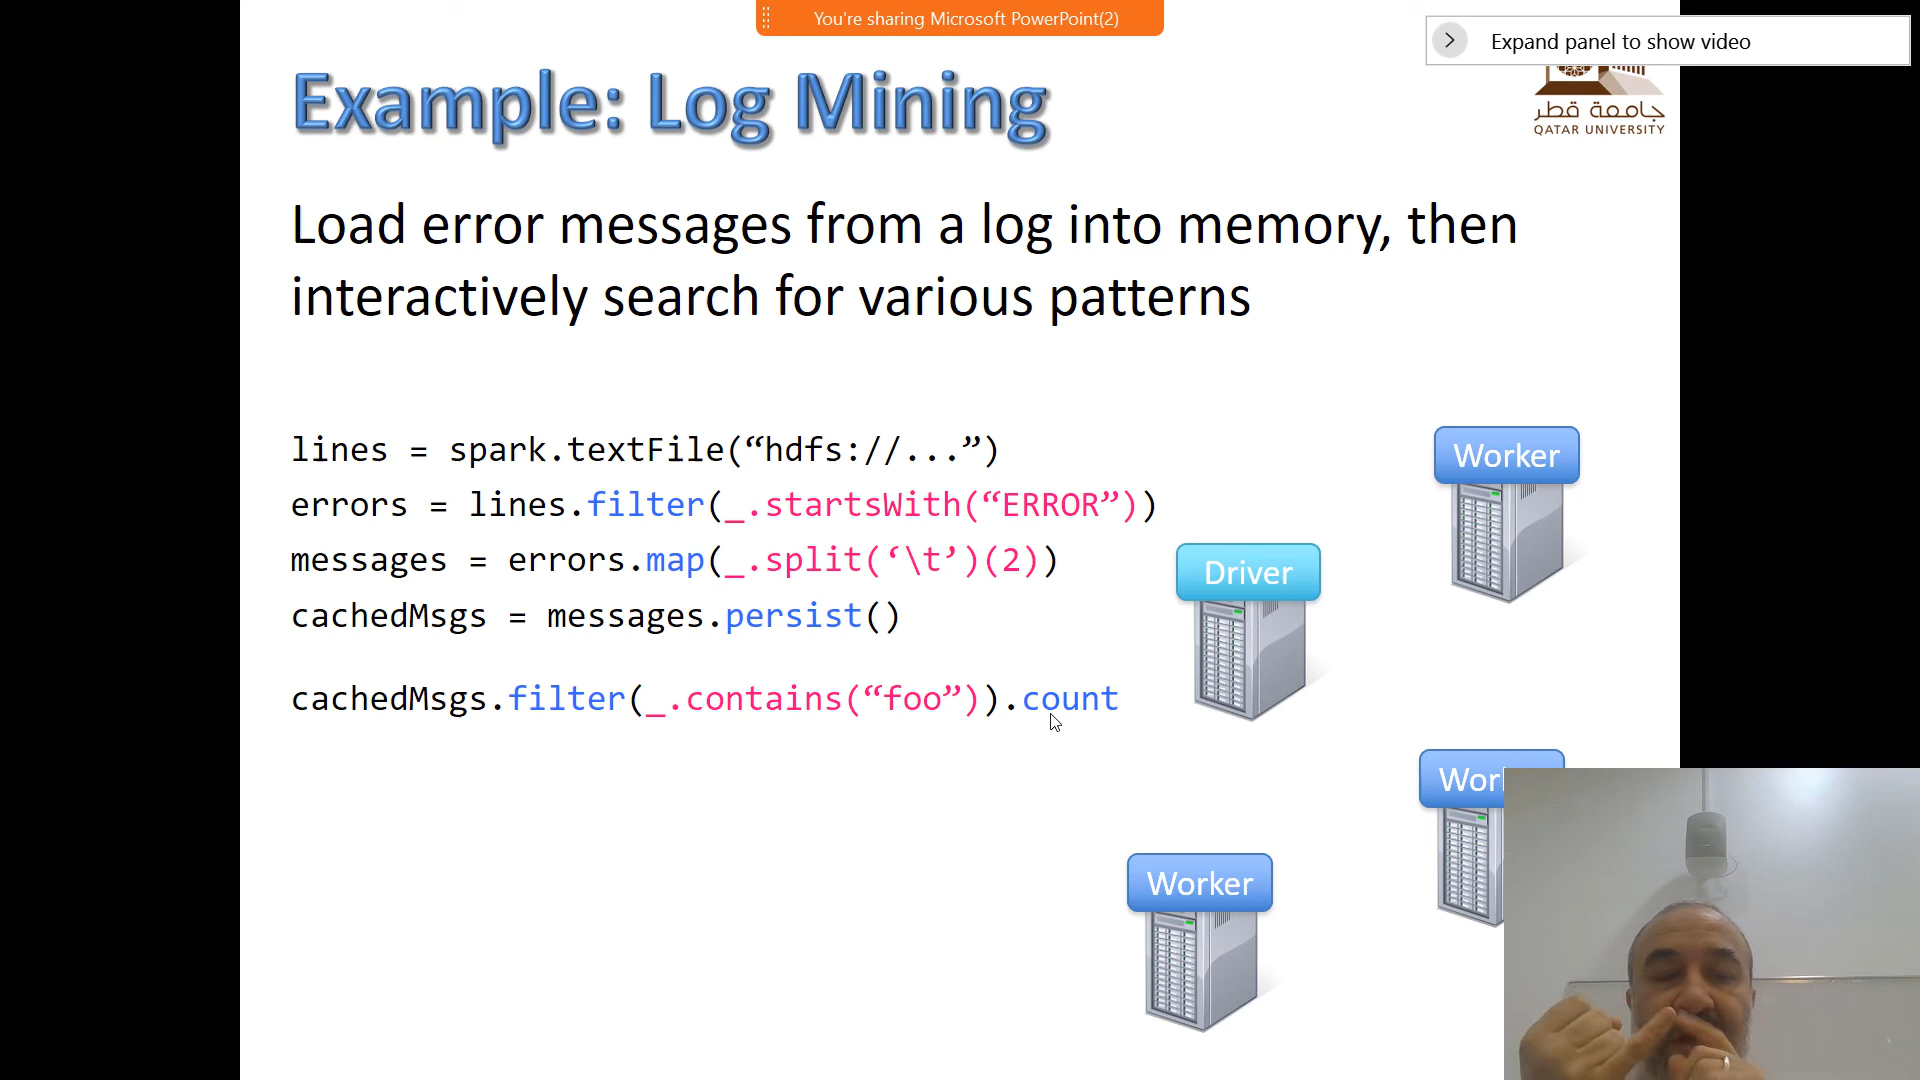 You're sharing Microsoft PowerPoint(2)
Expand panel to show video
Example: Log Mining
جامعة قطر
QATAR UNIVERSITY
Load error messages from a log into memory, then
interactively search for various patterns
lines = spark.textFile(“hdfs://...”)
errors = lines.filter(_.startsWith(“ERROR”))
messages = errors.map(_.split(‘\t’)(2))
cachedMsgs = messages.persist()
cachedMsgs.filter(_.contains(“foo”)).count
Worker
Driver
Wor
Worker